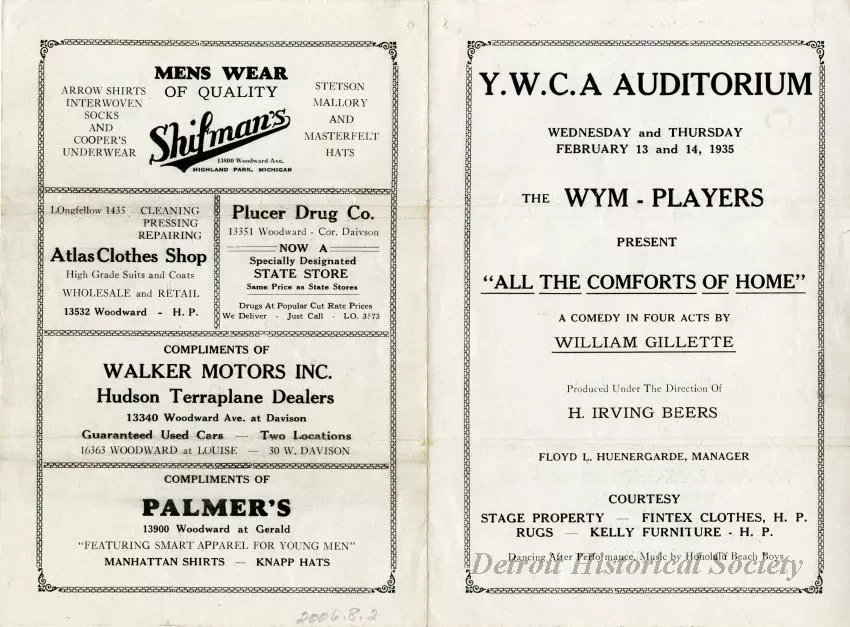 MENS WEAR
OF QUALITY
ARROW SHIRTS
INTERWOVEN
SOCKS
AND
COOPER'S
UNDERWEAR
Shifman's
13800 Woodward Ave.
HIGHLAND PARK, MICHIGAN
STETSON
MALLORY
AND
MASTERFELT
HATS
LOngfellow 1435 CLEANING
PRESSING
REPAIRING
Atlas Clothes Shop
High Grade Suits and Coats
WHOLESALE and RETAIL
13532 Woodward - H. P.
Plucer Drug Co.
13351 Woodward - Cor. Daivson
NOW A
Specially Designated
STATE STORE
Same Price as State Stores
Drugs At Popular Cut Rate Prices
We Deliver - Just Call - LO. 3573
COMPLIMENTS OF
WALKER MOTORS INC.
Hudson Terraplane Dealers
13340 Woodward Ave. at Davison
Guaranteed Used Cars — Two Locations
16363 WOODWARD at LOUISE — 30 W. DAVISON
COMPLIMENTS OF
PALMER'S
13900 Woodward at Gerald
"FEATURING SMART APPAREL FOR YOUNG MEN"
MANHATTAN SHIRTS — KNAPP HATS
2006.8.2
Y.W.C.A AUDITORIUM
WEDNESDAY and THURSDAY
FEBRUARY 13 and 14, 1935
THE WYM - PLAYERS
PRESENT
"ALL THE COMFORTS OF HOME"
A COMEDY IN FOUR ACTS BY
WILLIAM GILLETTE
Produced Under The Direction Of
H. IRVING BEERS
FLOYD L. HUENERGARDE, MANAGER
COURTESY
STAGE PROPERTY — FINTEX CLOTHES, H. P.
RUGS — KELLY FURNITURE - H. P.
Dancing After Performance, Music by Honolulu Beach Boys
Detroit Historical Society